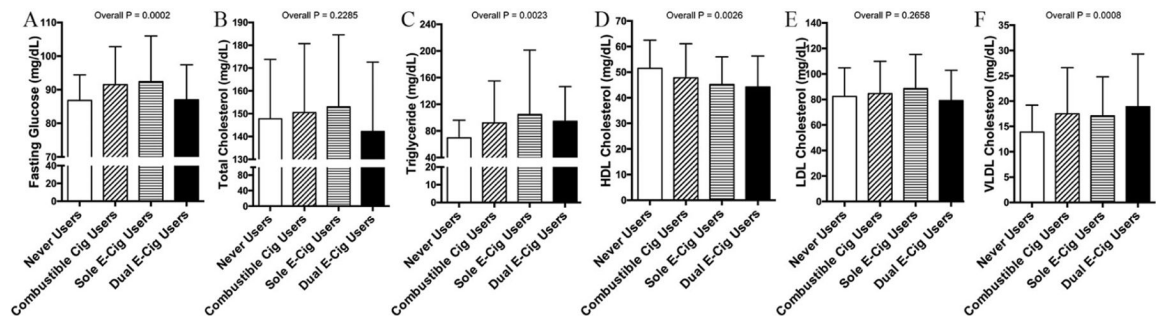 A
Overall P = 0.0002
Fasting Glucose (mg/dL)
110
100
90
80
70
40
20
0
Never Users
Combustible Cig Users
Sole E-Cig Users
Dual E-Cig Users
B
Overall P = 0.2285
Total Cholesterol (mg/dL)
190
180
170
160
150
140
130
160
120
80
40
0
Never Users
Combustible Cig Users
Sole E-Cig Users
Dual E-Cig Users
C
Overall P = 0.0023
Triglyceride (mg/dL)
240
200
160
120
80
40
20
10
0
Never Users
Combustible Cig Users
Sole E-Cig Users
Dual E-Cig Users
D
Overall P = 0.0026
HDL Cholesterol (mg/dL)
70
60
50
40
30
20
10
0
Never Users
Combustible Cig Users
Sole E-Cig Users
Dual E-Cig Users
E
Overall P = 0.2658
LDL Cholesterol (mg/dL)
140
120
100
80
60
40
20
0
Never Users
Combustible Cig Users
Sole E-Cig Users
Dual E-Cig Users
F
Overall P = 0.0008
VLDL Cholesterol (mg/dL)
35
30
25
20
15
10
5
0
Never Users
Combustible Cig Users
Sole E-Cig Users
Dual E-Cig Users